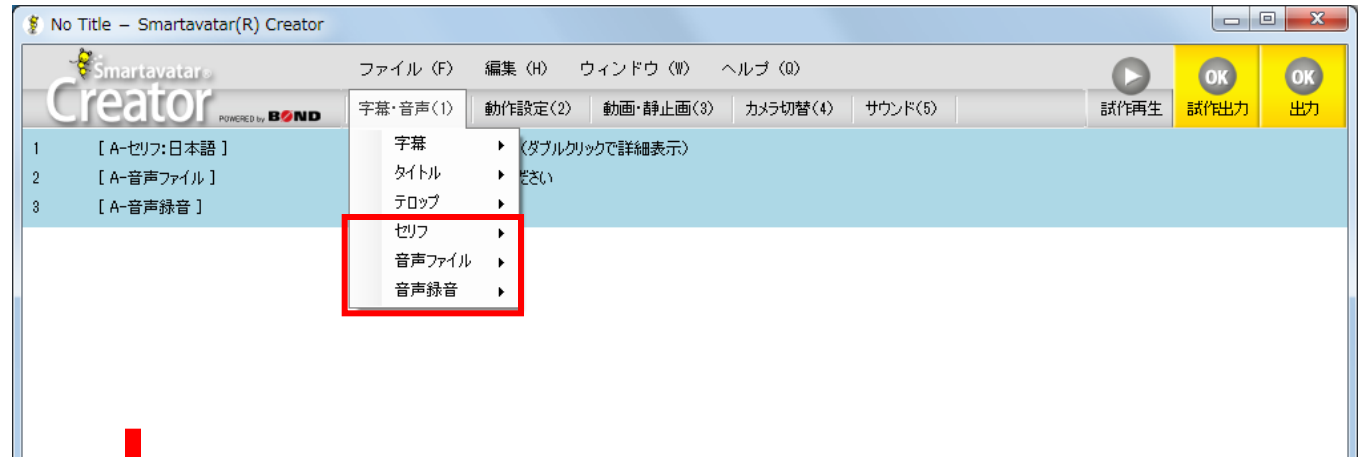 No Title – Smartavatar(R) Creator
Smartavatar®
Creator POWERED by BOND
ファイル (F) 編集 (H) ウィンドウ (W) ヘルプ (Q)
字幕・音声(1) 動作設定(2) 動画・静止画(3) カメラ切替(4) サウンド(5)
OK OK
試作再生 試作出力 出力
1 [ A-セリフ:日本語 ] (ダブルクリックで詳細表示)
2 [ A-音声ファイル ] ださい
3 [ A-音声録音 ]
字幕
タイトル
テロップ
セリフ
音声ファイル
音声録音